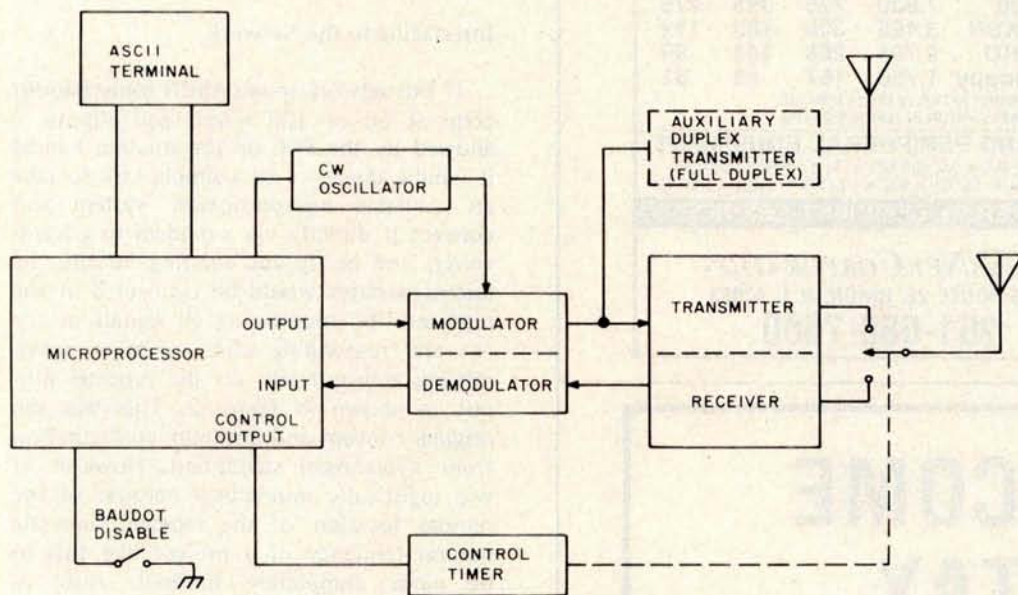 ASCII
TERMINAL
CW
OSCILLATOR
AUXILIARY
DUPLEX
TRANSMITTER
(FULL DUPLEX)
MICROPROCESSOR
OUTPUT
INPUT
CONTROL
OUTPUT
MODULATOR
DEMODULATOR
TRANSMITTER
RECEIVER
BAUDOT
DISABLE
CONTROL
TIMER